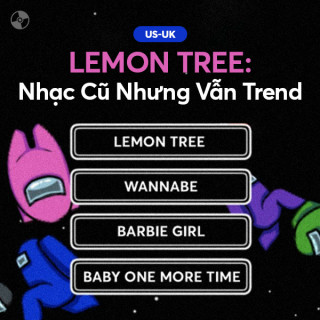 US-UK
LEMON TREE:
Nhạc Cũ Nhưng Vẫn Trend
LEMON TREE
WANNABE
BARBIE GIRL
BABY ONE MORE TIME